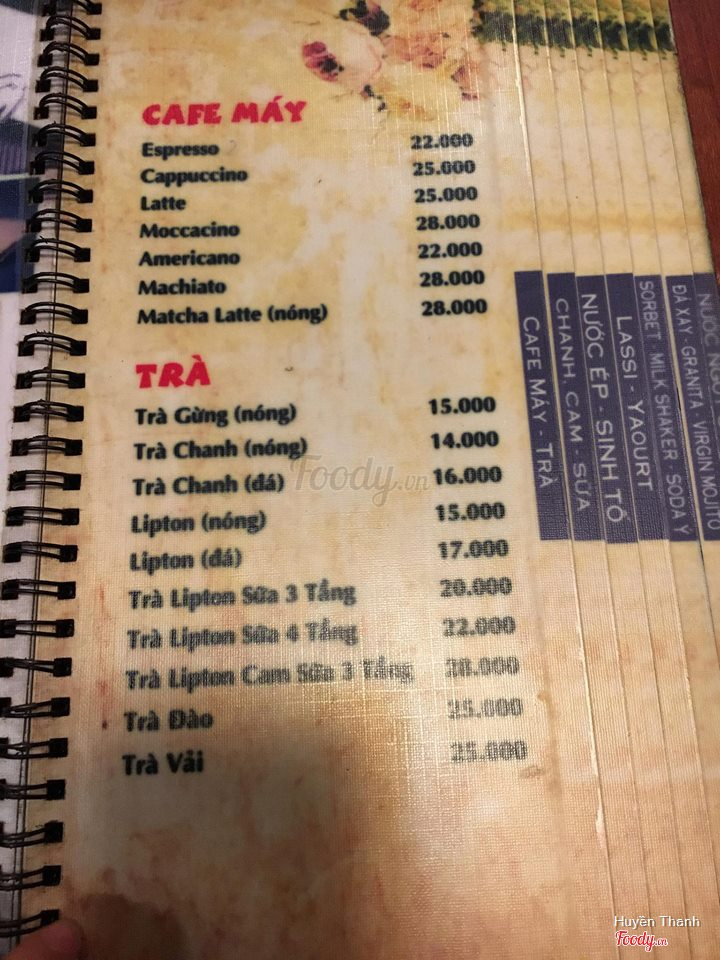 CAFE MÁY
Espresso 22.000
Cappuccino 25.000
Latte 25.000
Moccacino 28.000
Americano 22.000
Machiato 28.000
Matcha Latte (nóng) 28.000
TRÀ
Trà Gừng (nóng) 15.000
Trà Chanh (nóng) 14.000
Trà Chanh (đá) 16.000
Lipton (nóng) 15.000
Lipton (đá) 17.000
Trà Lipton Sữa 3 Tầng 20.000
Trà Lipton Sữa 4 Tầng 22.000
Trà Lipton Cam Sữa 3 Tầng 28.000
Trà Đào 25.000
Trà Vải 25.000
CAFE MÁY - TRÀ
CHANH, CAM - SỮA
NƯỚC ÉP - SINH TỐ
LASSI - YAOURT
SORBET - MILK SHAKER - SODA Ý
ĐÁ XAY - GRANITA - VIRGIN MOJITO
NƯỚC
Foody.vn
Huyền Thanh
Foody.vn